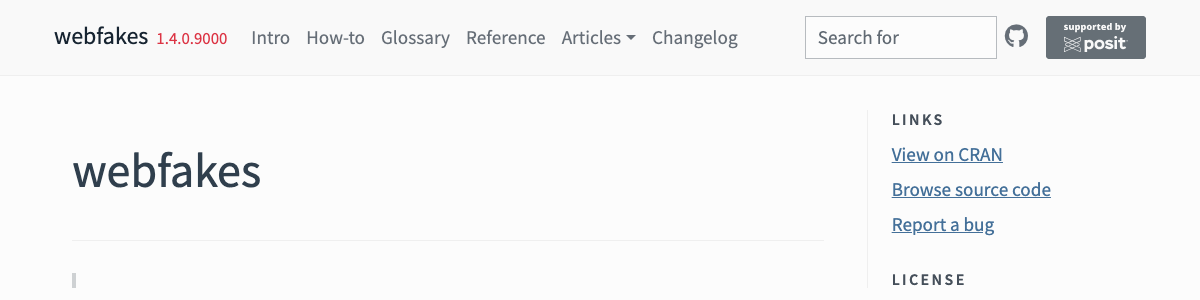 webfakes 1.4.0.9000 Intro How-to Glossary Reference Articles Changelog Search for supported by posit
webfakes
LINKS
View on CRAN
Browse source code
Report a bug
LICENSE